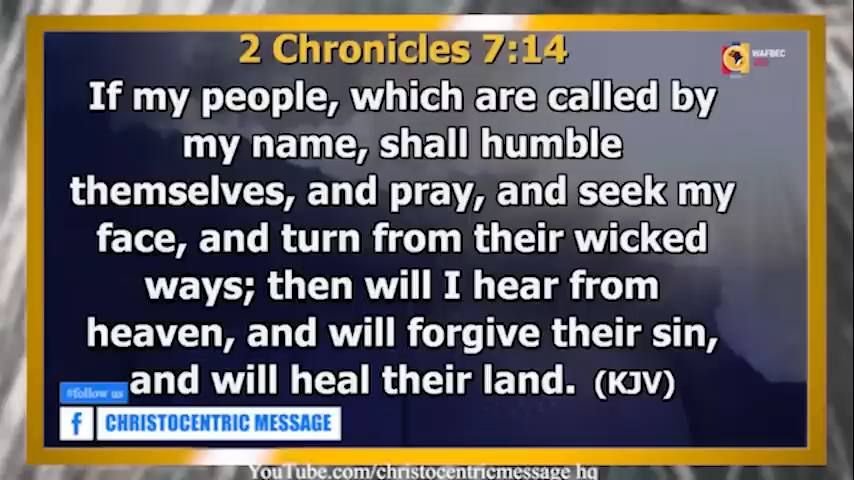 2 Chronicles 7:14
WAFBEC
If my people, which are called by
my name, shall humble
themselves, and pray, and seek my
face, and turn from their wicked
ways; then will I hear from
heaven, and will forgive their sin,
and will heal their land. (KJV)
#follow us
f CHRISTOCENTRIC MESSAGE
YouTube.com/christocentricmessage hq